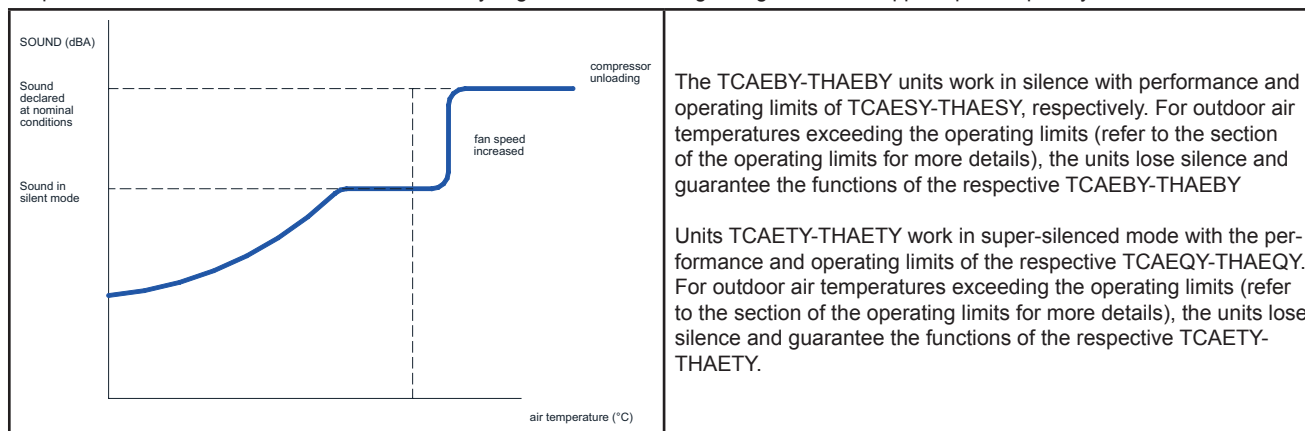 SOUND (dBA)
Sound
declared
at nominal
conditions
compressor
unloading
fan speed
increased
Sound in
silent mode
air temperature (°C)
The TCAEBY-THAEBY units work in silence with performance and
operating limits of TCAESY-THAESY, respectively. For outdoor air
temperatures exceeding the operating limits (refer to the section
of the operating limits for more details), the units lose silence and
guarantee the functions of the respective TCAEBY-THAEBY
Units TCAETY-THAETY work in super-silenced mode with the per-
formance and operating limits of the respective TCAEQY-THAEQY.
For outdoor air temperatures exceeding the operating limits (refer
to the section of the operating limits for more details), the units lose
silence and guarantee the functions of the respective TCAETY-
THAETY.